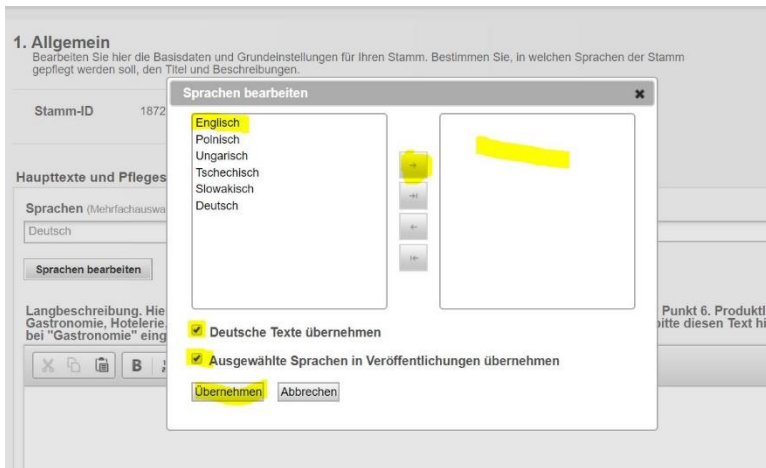 1. Allgemein
Bearbeiten Sie hier die Basisdaten und Grundeinstellungen für Ihren Stamm. Bestimmen Sie, in welchen Sprachen der Stamm
gepflegt werden soll, den Titel und Beschreibungen.
Sprachen bearbeiten
Stamm-ID 1872
Englisch
Polnisch
Ungarisch
Tschechisch
Slowakisch
Deutsch
Haupttexte und Pfleges
Sprachen (Mehrfachauswa
Deutsch
Sprachen bearbeiten
Langbeschreibung. Hie Punkt 6. Produktl
Gastronomie, Hotelerie. bitte diesen Text hi
bei "Gastronomie" eing
B
Deutsche Texte übernehmen
Ausgewählte Sprachen in Veröffentlichungen übernehmen
Übernehmen Abbrechen